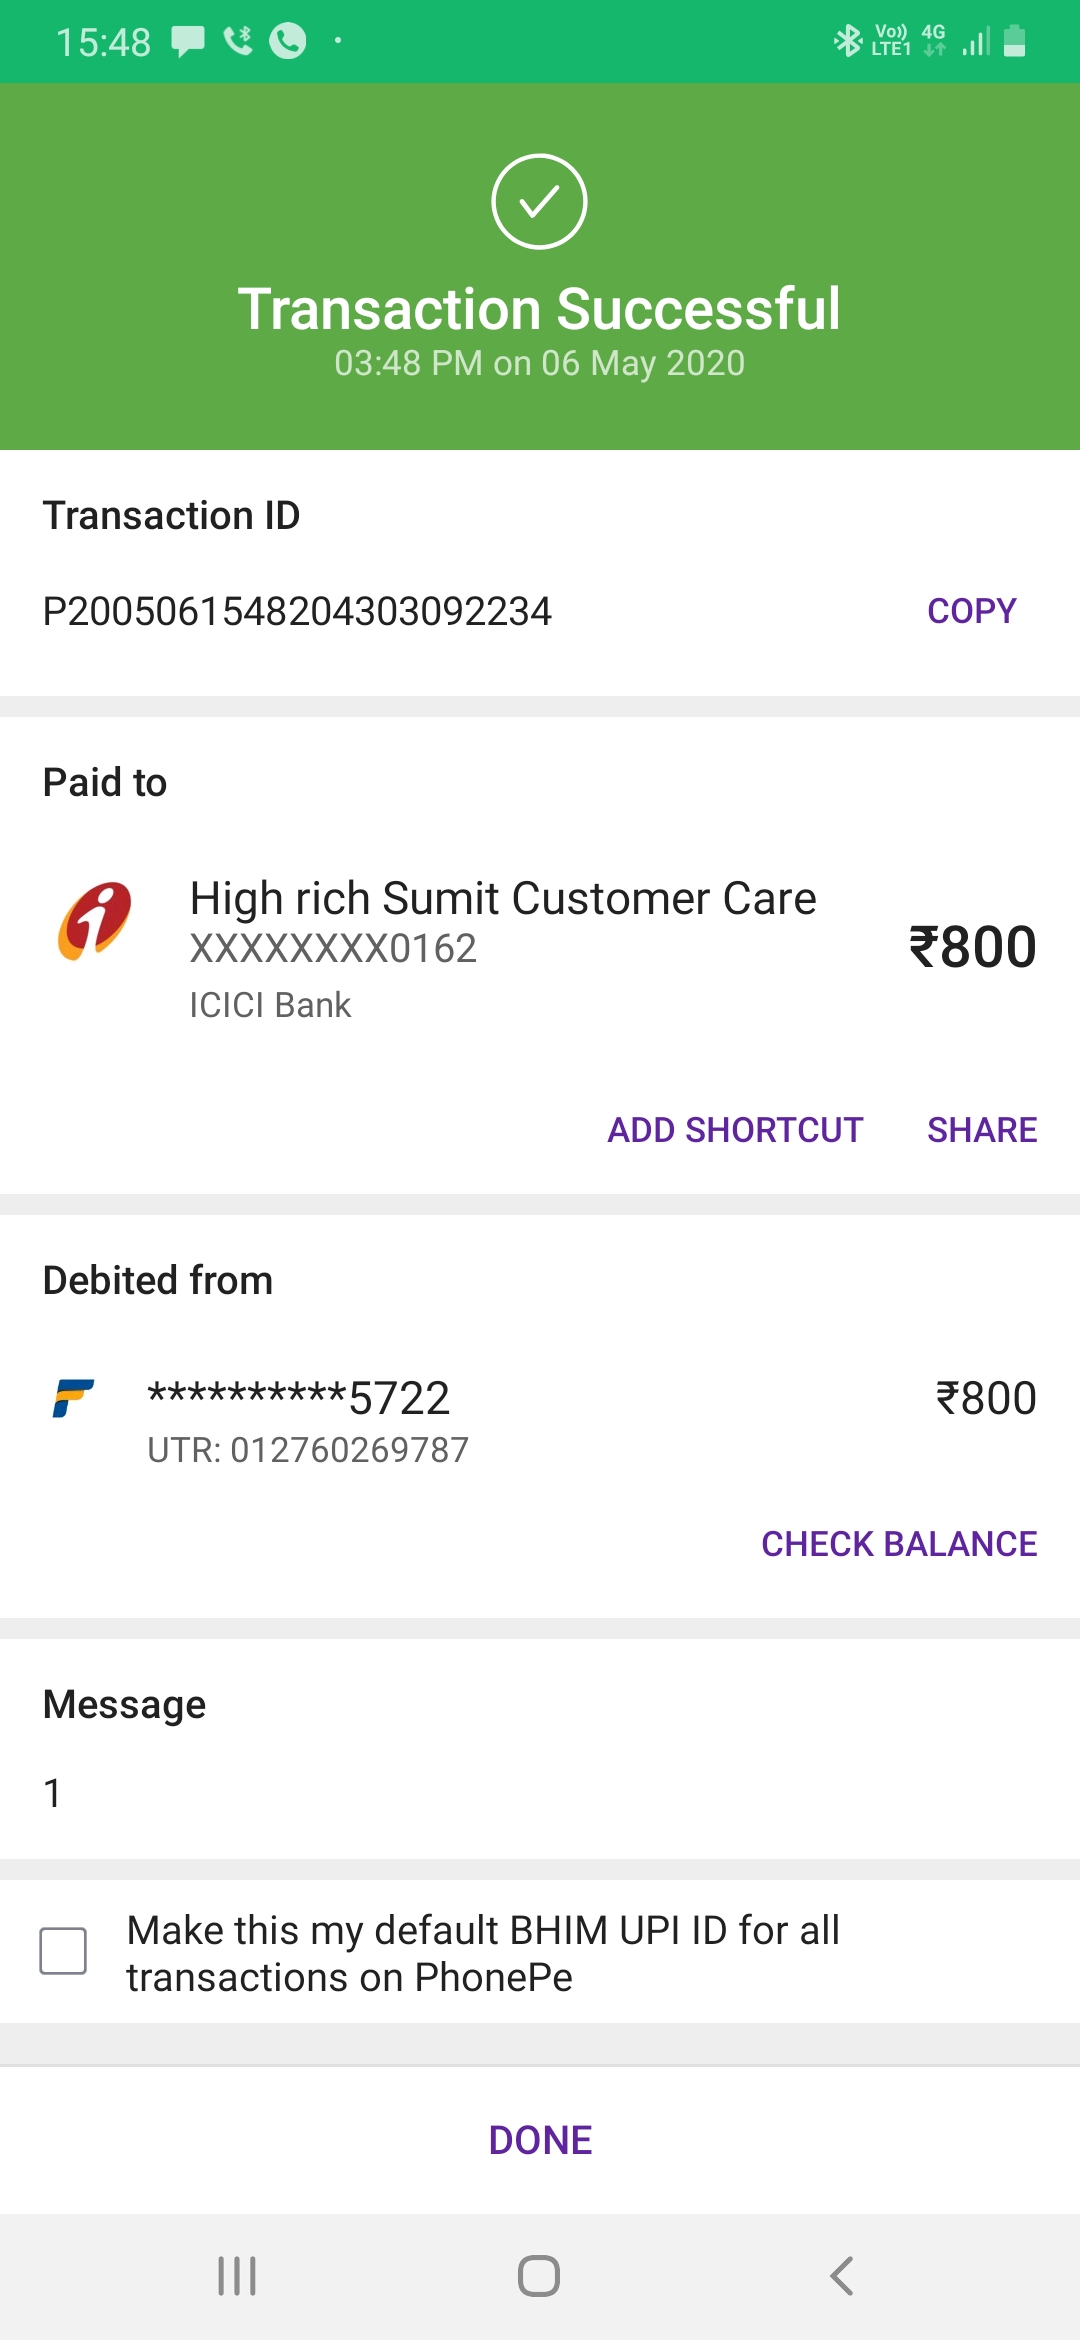 15:48
Vo)) 4G
LTE1
Transaction Successful
03:48 PM on 06 May 2020
Transaction ID
P2005061548204303092234 COPY
Paid to
High rich Sumit Customer Care
XXXXXXXX0162 ₹800
ICICI Bank
ADD SHORTCUT SHARE
Debited from
**********5722 ₹800
UTR: 012760269787
CHECK BALANCE
Message
1
Make this my default BHIM UPI ID for all
transactions on PhonePe
DONE